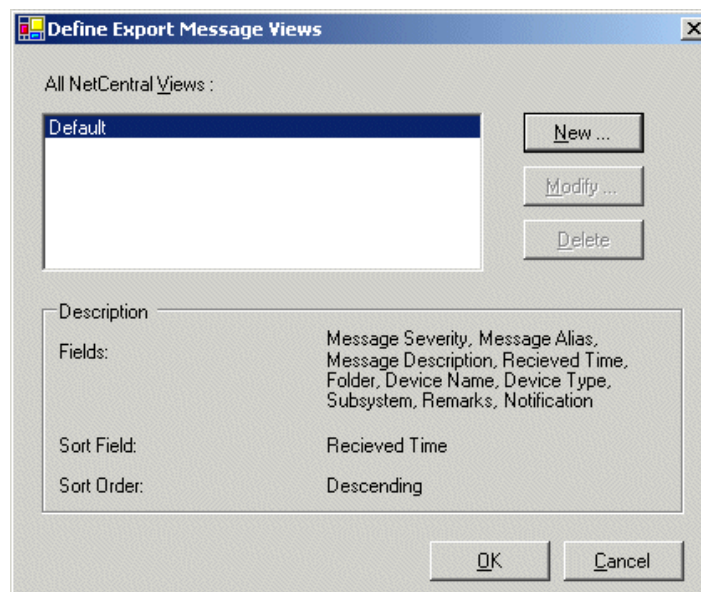 Define Export Message Views
All NetCentral Views :
Default
New ...
Modify ...
Delete
Description
Fields:
Message Severity, Message Alias,
Message Description, Recieved Time,
Folder, Device Name, Device Type,
Subsystem, Remarks, Notification
Sort Field:
Recieved Time
Sort Order:
Descending
OK
Cancel